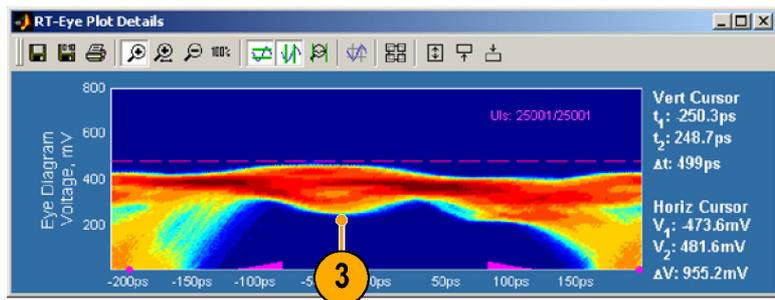 RT-Eye Plot Details
100%
Eye Diagram
Voltage, mV
800
600
400
200
UIs: 25001/25001
-200ps -150ps -100ps 0ps 50ps 100ps 150ps
3
Vert Cursor
t1: -250.3ps
t2: 248.7ps
Δt: 499ps
Horiz Cursor
V1: -473.6mV
V2: 481.6mV
ΔV: 955.2mV